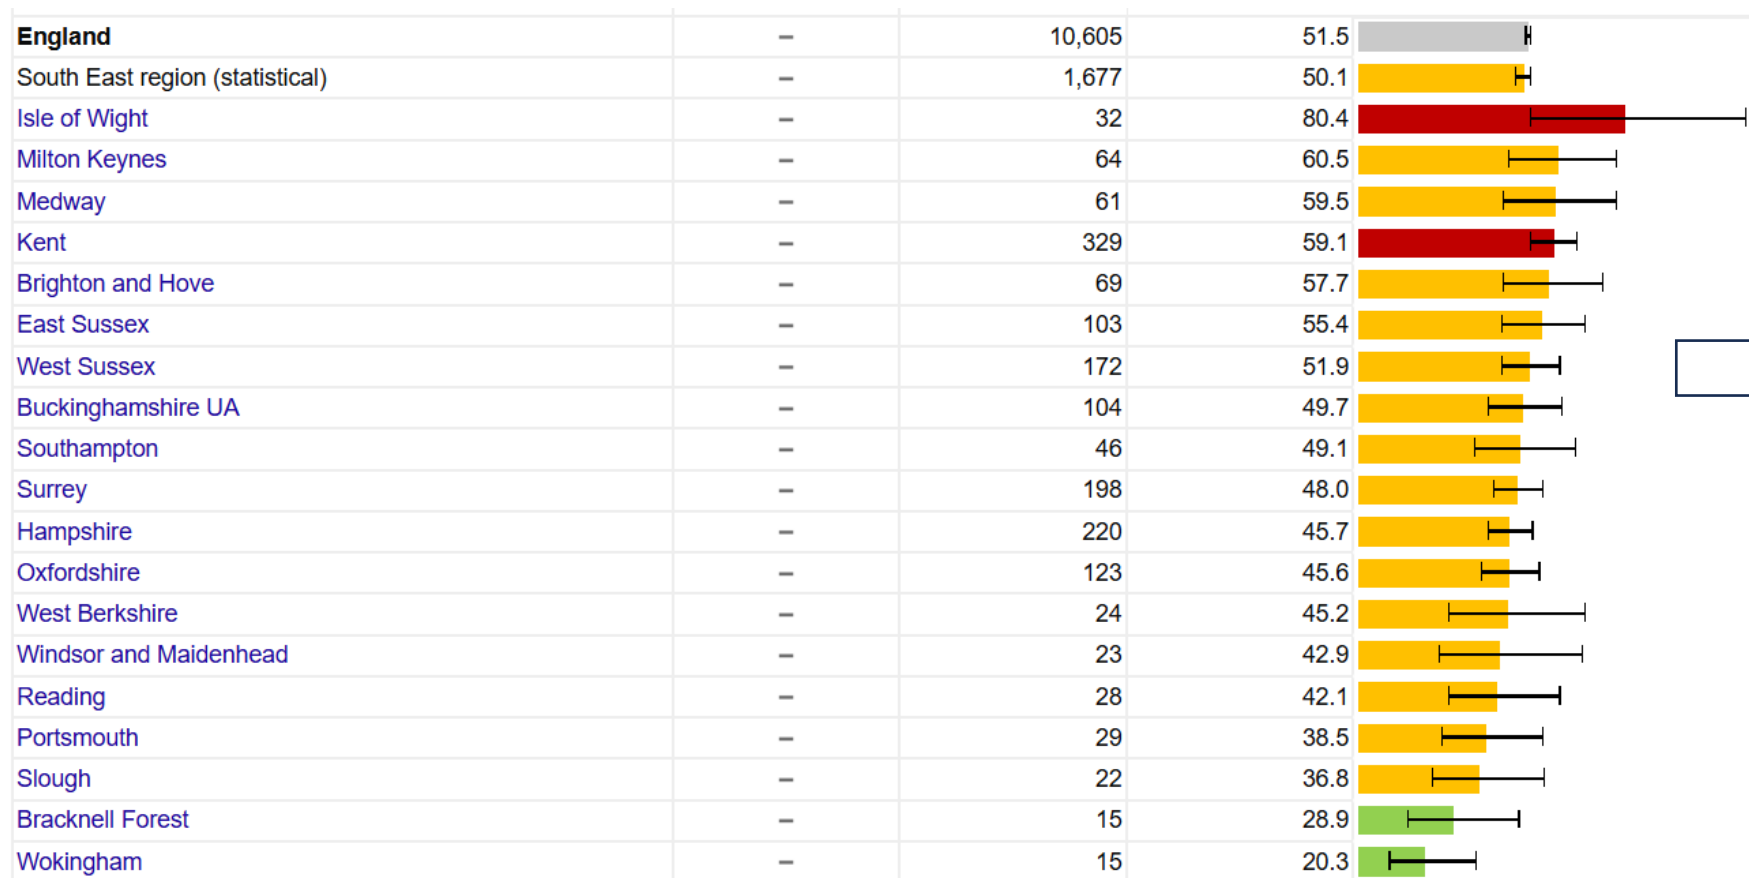 England – 10,605 51.5
South East region (statistical) – 1,677 50.1
Isle of Wight – 32 80.4
Milton Keynes – 64 60.5
Medway – 61 59.5
Kent – 329 59.1
Brighton and Hove – 69 57.7
East Sussex – 103 55.4
West Sussex – 172 51.9
Buckinghamshire UA – 104 49.7
Southampton – 46 49.1
Surrey – 198 48.0
Hampshire – 220 45.7
Oxfordshire – 123 45.6
West Berkshire – 24 45.2
Windsor and Maidenhead – 23 42.9
Reading – 28 42.1
Portsmouth – 29 38.5
Slough – 22 36.8
Bracknell Forest – 15 28.9
Wokingham – 15 20.3